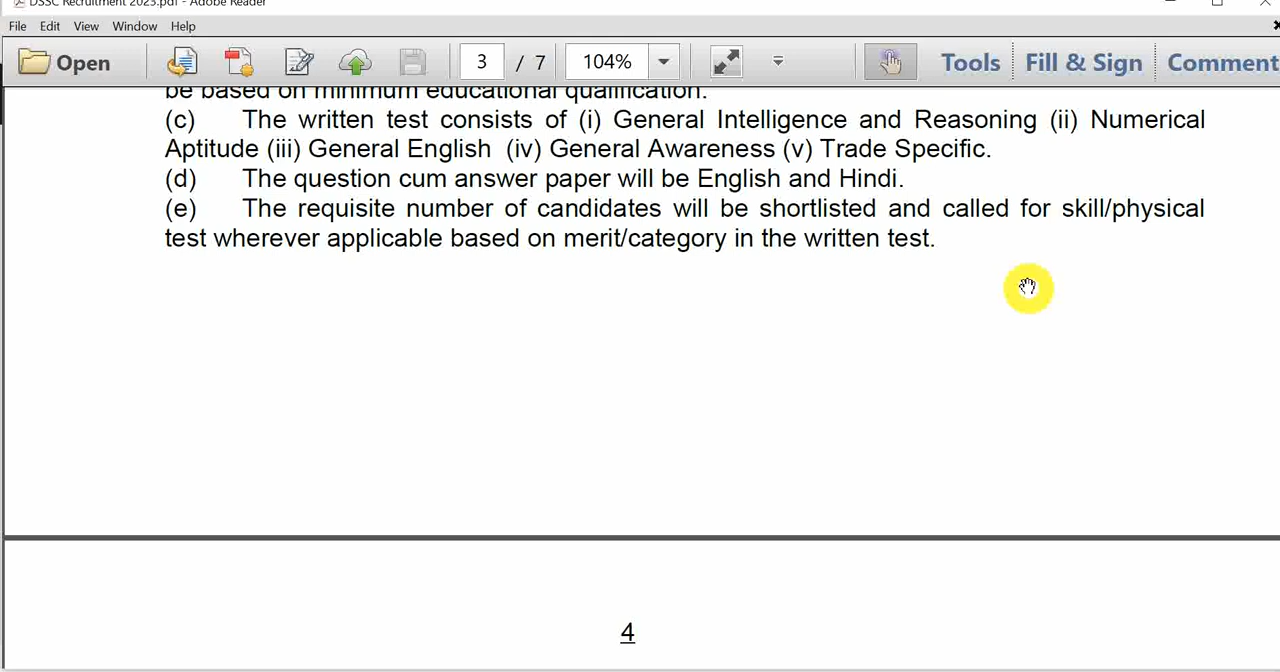 DSSC Recruitment 2023.pdf - Adobe Reader
File Edit View Window Help
Open 3 / 7 104% Tools Fill & Sign Comment
be based on minimum educational qualification.
(c) The written test consists of (i) General Intelligence and Reasoning (ii) Numerical
Aptitude (iii) General English (iv) General Awareness (v) Trade Specific.
(d) The question cum answer paper will be English and Hindi.
(e) The requisite number of candidates will be shortlisted and called for skill/physical
test wherever applicable based on merit/category in the written test.
4